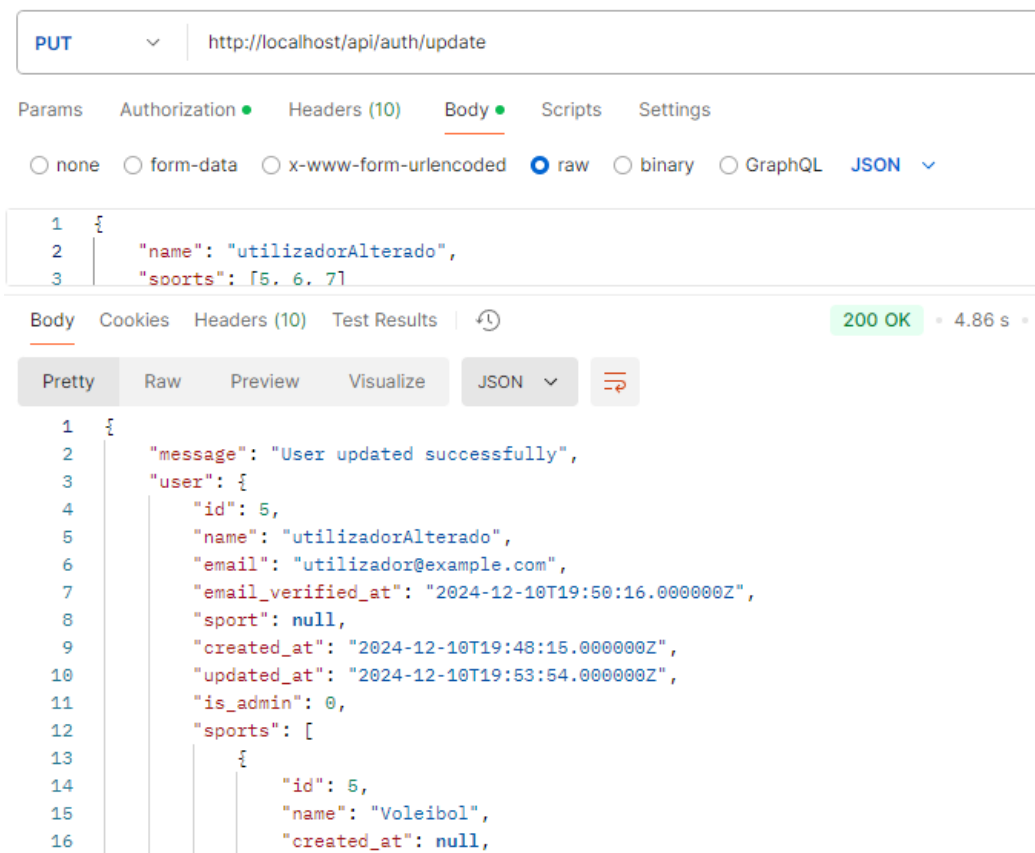 PUT http://localhost/api/auth/update
Params Authorization Headers (10) Body Scripts Settings
none form-data x-www-form-urlencoded raw binary GraphQL JSON
1 {
2 "name": "utilizadorAlterado",
3 "sports": [5, 6, 7]
Body Cookies Headers (10) Test Results 200 OK 4.86 s
Pretty Raw Preview Visualize JSON
1 {
2 "message": "User updated successfully",
3 "user": {
4 "id": 5,
5 "name": "utilizadorAlterado",
6 "email": "utilizador@example.com",
7 "email_verified_at": "2024-12-10T19:50:16.000000Z",
8 "sport": null,
9 "created_at": "2024-12-10T19:48:15.000000Z",
10 "updated_at": "2024-12-10T19:53:54.000000Z",
11 "is_admin": 0,
12 "sports": [
13 {
14 "id": 5,
15 "name": "Voleibol",
16 "created_at": null,